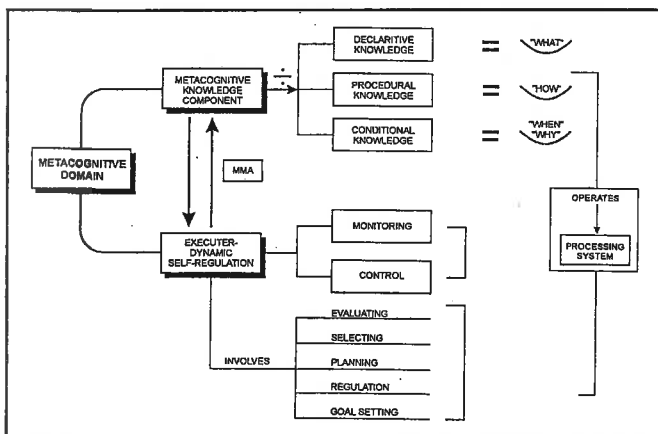 DECLARITIVE
KNOWLEDGE
=
"WHAT"
METACOGNITIVE
KNOWLEDGE
COMPONENT
÷
PROCEDURAL
KNOWLEDGE
=
"HOW"
CONDITIONAL
KNOWLEDGE
=
"WHEN"
"WHY"
METACOGNITIVE
DOMAIN
MMA
OPERATES
PROCESSING
SYSTEM
EXECUTER-
DYNAMIC
SELF-REGULATION
MONITORING
CONTROL
INVOLVES
EVALUATING
SELECTING
PLANNING
REGULATION
GOAL SETTING